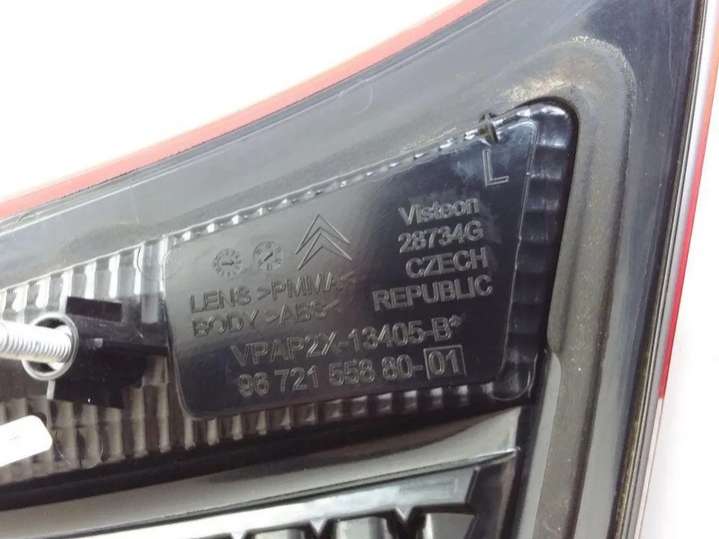 L
Visteon
28734G
CZECH
REPUBLIC
LENS >PMMA<
BODY >ABS<
VPAP2X-13405-B*
96 721 558 80-01